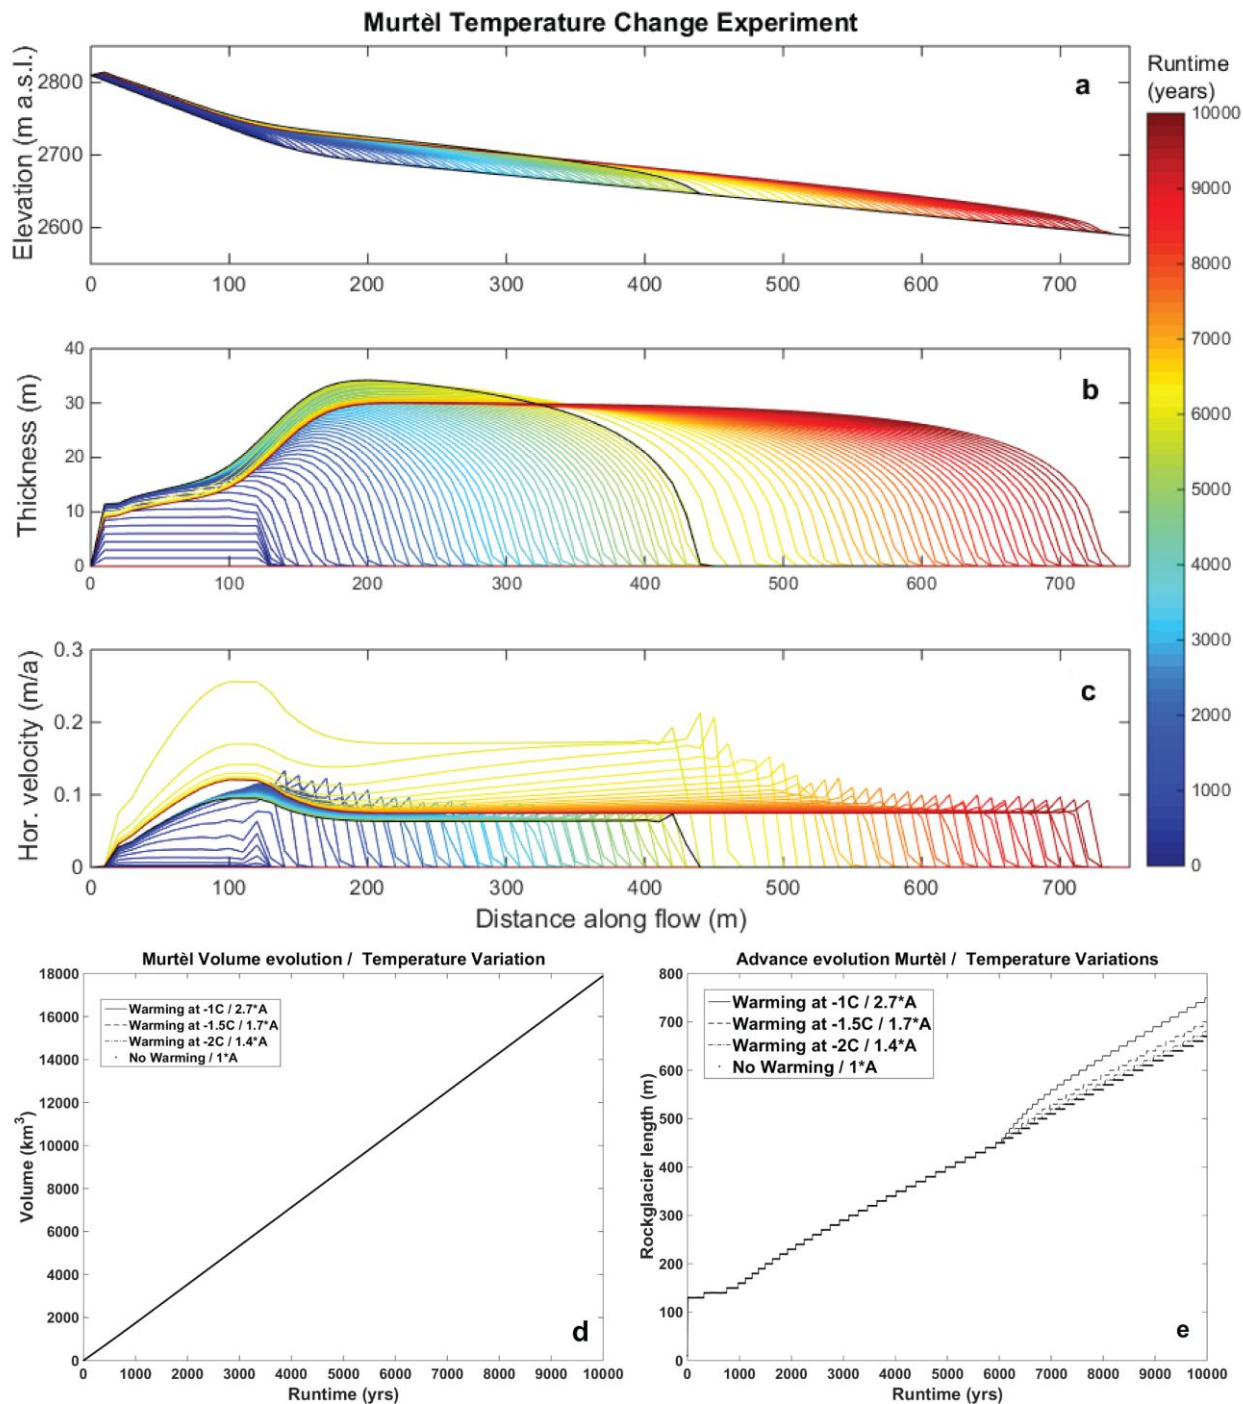 Murtèl Temperature Change Experiment
Elevation (m a.s.l.)
2800
2700
2600
a
0 100 200 300 400 500 600 700
Runtime
(years)
10000
9000
8000
7000
6000
5000
4000
3000
2000
1000
0
Thickness (m)
40
30
20
10
0
b
0 100 200 300 400 500 600 700
Hor. velocity (m/a)
0.3
0.2
0.1
0
c
0 100 200 300 400 500 600 700
Distance along flow (m)
Murtèl Volume evolution / Temperature Variation
Volume (km³)
18000
16000
14000
12000
10000
8000
6000
4000
2000
0
Warming at -1C / 2.7*A
Warming at -1.5C / 1.7*A
Warming at -2C / 1.4*A
No Warming / 1*A
d
0 1000 2000 3000 4000 5000 6000 7000 8000 9000 10000
Runtime (yrs)
Advance evolution Murtèl / Temperature Variations
Rockglacier length (m)
800
700
600
500
400
300
200
100
0
Warming at -1C / 2.7*A
Warming at -1.5C / 1.7*A
Warming at -2C / 1.4*A
No Warming / 1*A
e
0 1000 2000 3000 4000 5000 6000 7000 8000 9000 10000
Runtime (yrs)